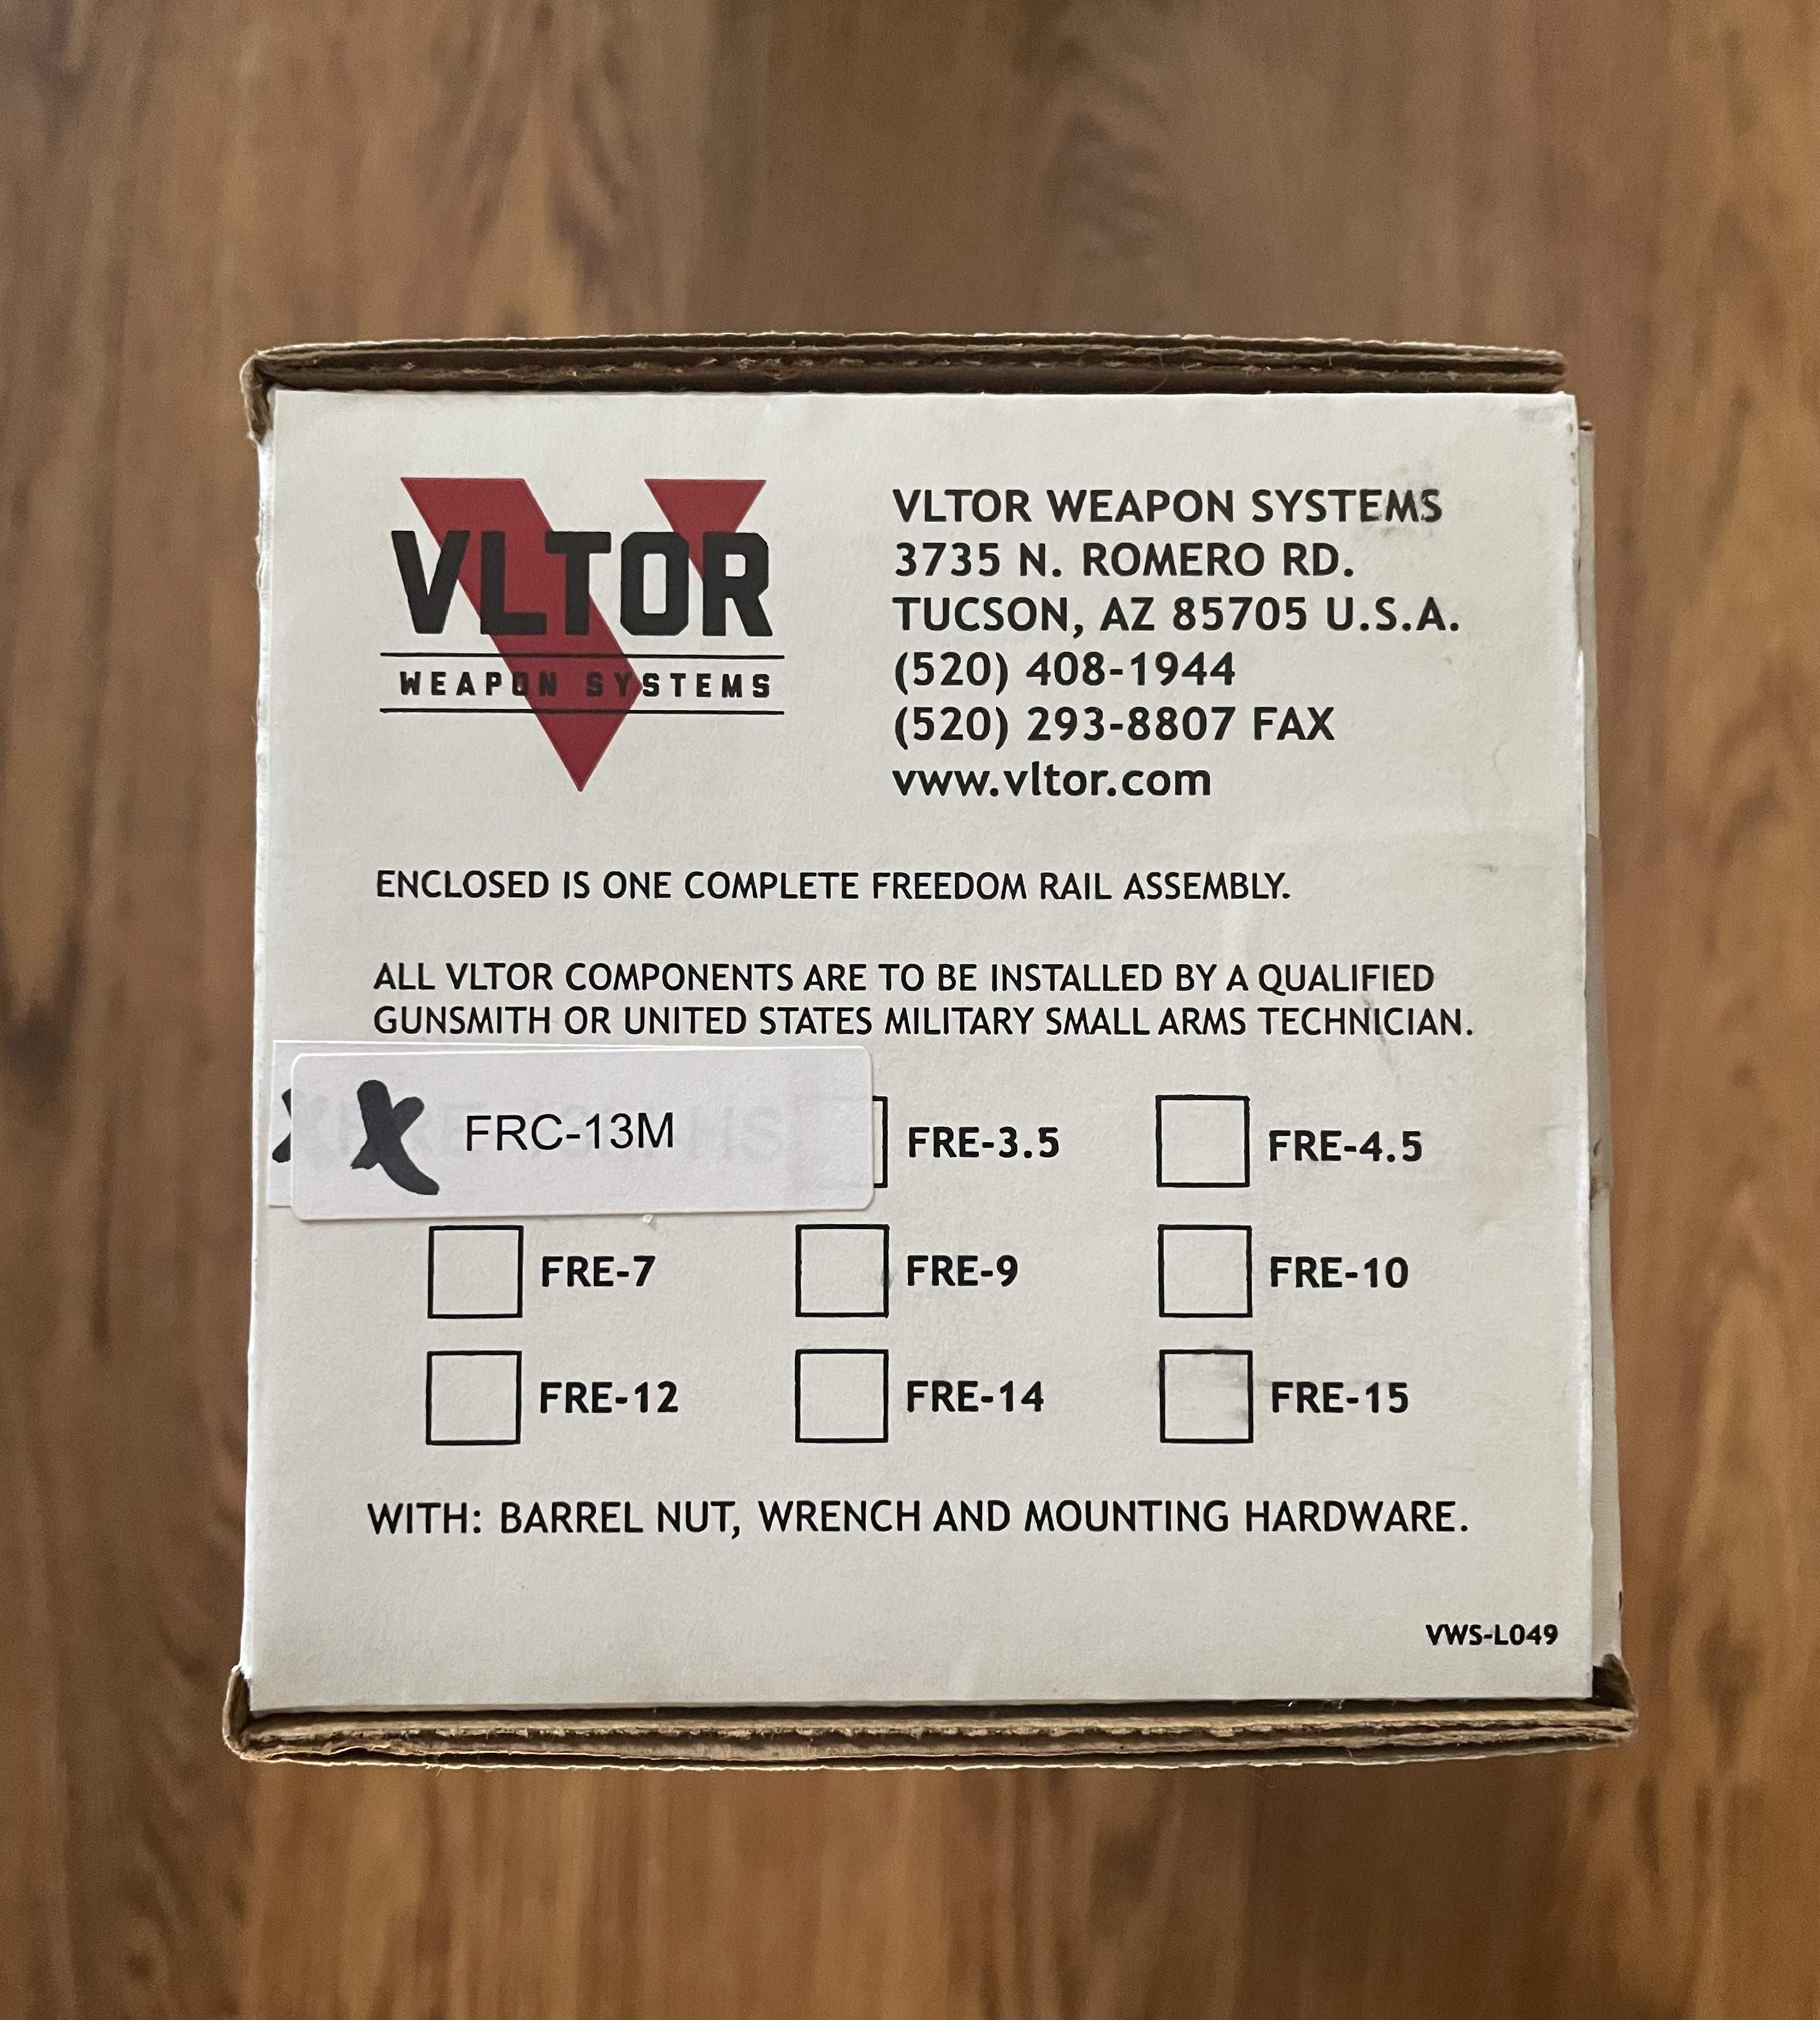 VLTOR
WEAPON SYSTEMS
VLTOR WEAPON SYSTEMS
3735 N. ROMERO RD.
TUCSON, AZ 85705 U.S.A.
(520) 408-1944
(520) 293-8807 FAX
www.vltor.com
ENCLOSED IS ONE COMPLETE FREEDOM RAIL ASSEMBLY.
ALL VLTOR COMPONENTS ARE TO BE INSTALLED BY A QUALIFIED
GUNSMITH OR UNITED STATES MILITARY SMALL ARMS TECHNICIAN.
X FRC-13M FRE-3.5 FRE-4.5
FRE-7 FRE-9 FRE-10
FRE-12 FRE-14 FRE-15
WITH: BARREL NUT, WRENCH AND MOUNTING HARDWARE.
VWS-L049